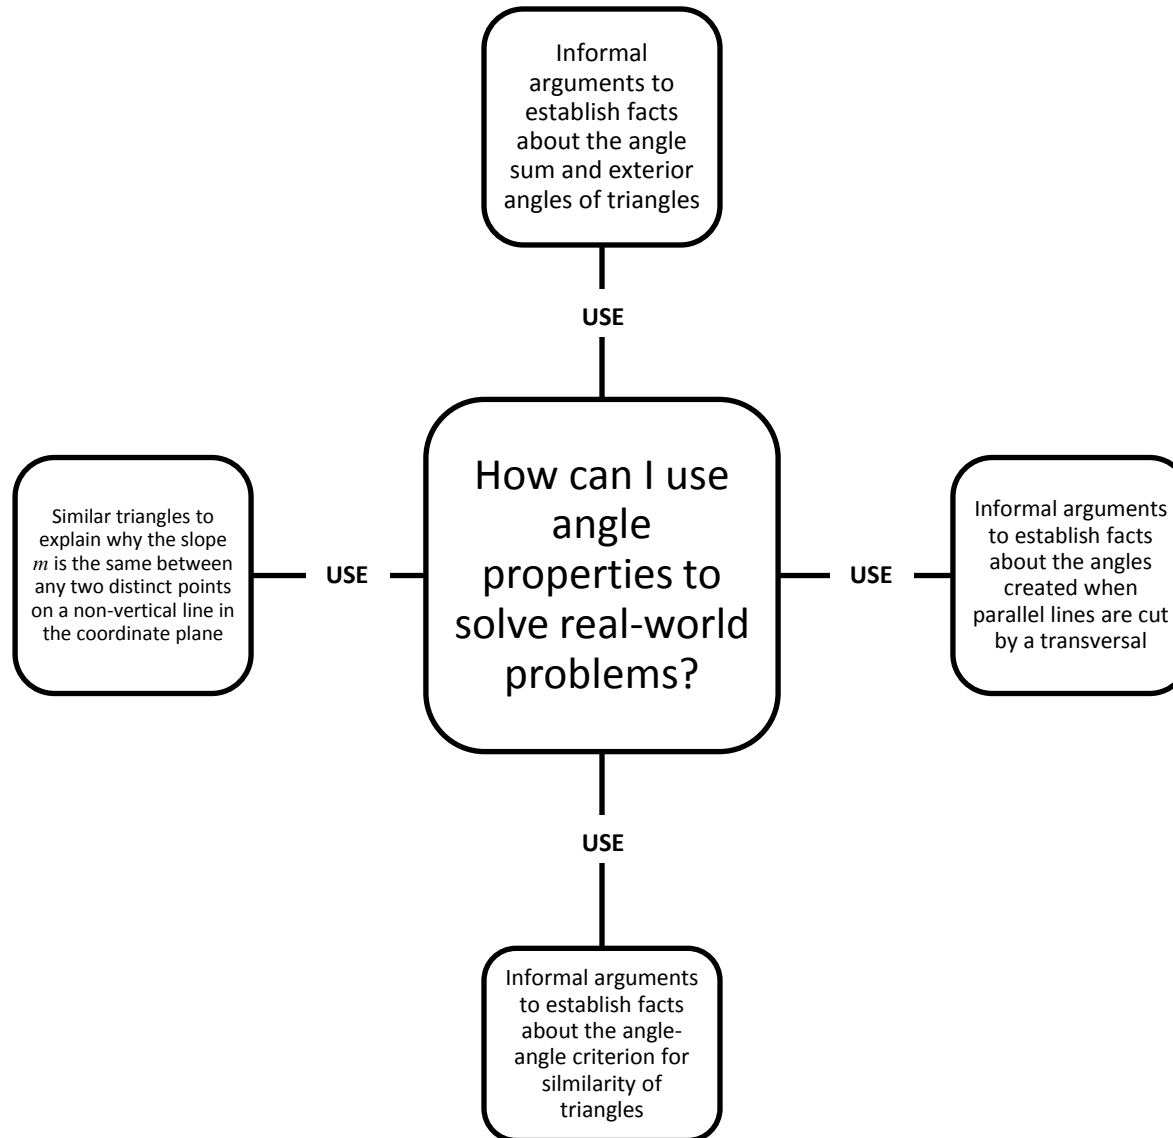 Informal
arguments to
establish facts
about the angle
sum and exterior
angles of triangles
USE
Similar triangles to
explain why the slope
m is the same between
any two distinct points
on a non-vertical line in
the coordinate plane
USE
How can I use
angle
properties to
solve real-world
problems?
USE
Informal arguments
to establish facts
about the angles
created when
parallel lines are cut
by a transversal
USE
Informal arguments
to establish facts
about the angle-
angle criterion for
silmilarity of
triangles